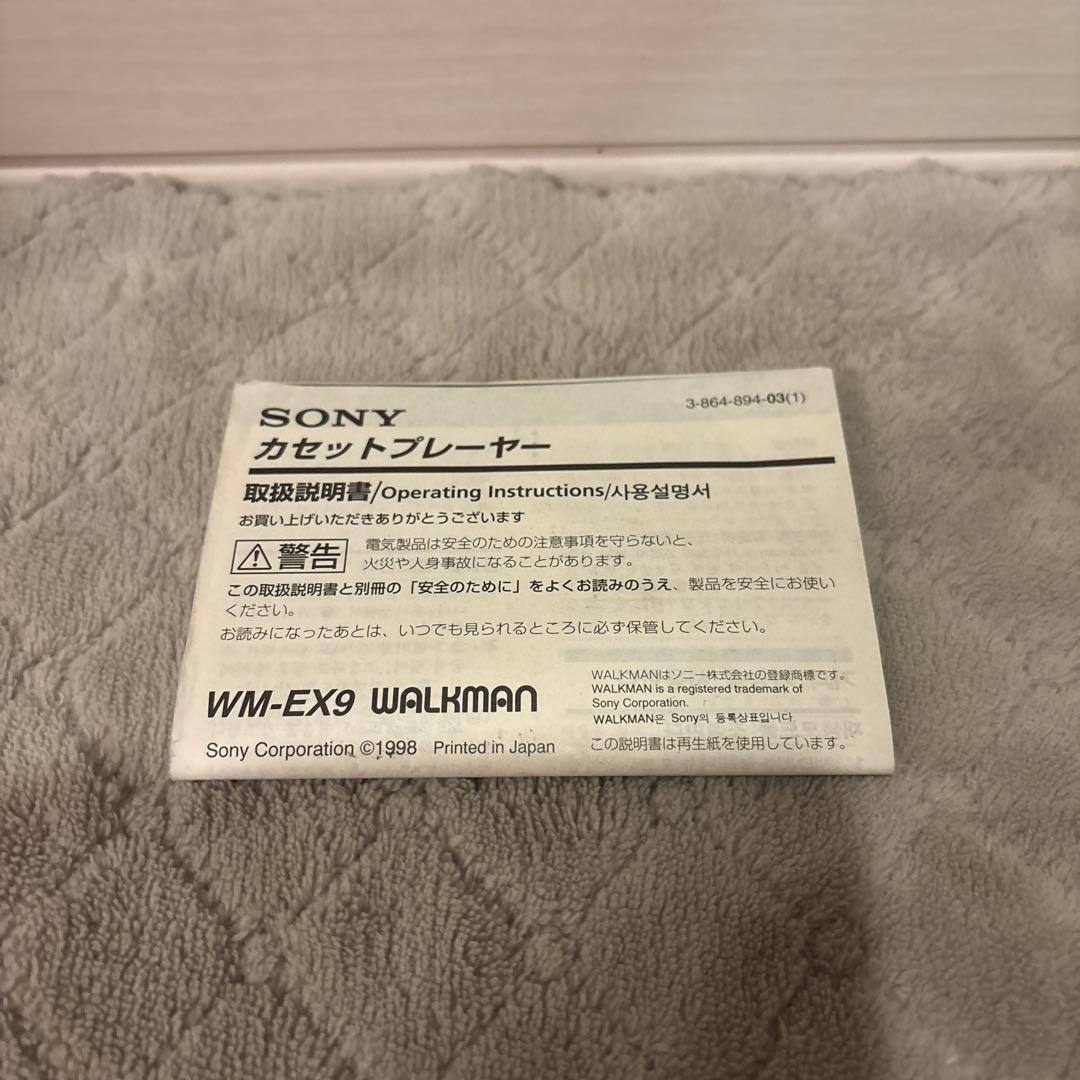 SONY
3-864-894-03(1)
カセットプレーヤー
取扱説明書/Operating Instructions/사용설명서
お買い上げいただきありがとうございます
警告
電気製品は安全のための注意事項を守らないと、
火災や人身事故になることがあります。
この取扱説明書と別冊の「安全のために」をよくお読みのうえ、製品を安全にお使い
ください。
お読みになったあとは、いつでも見られるところに必ず保管してください。
WM-EX9 WALKMAN
WALKMANはソニー株式会社の登録商標です。
WALKMAN is a registered trademark of
Sony Corporation.
WALKMAN은 Sony의 등록상표입니다.
Sony Corporation ©1998 Printed in Japan
この説明書は再生紙を使用しています。